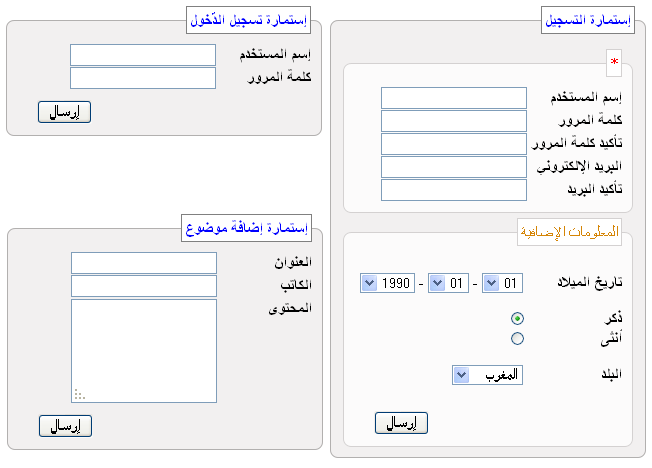 إستمارة التسجيل
*
إسم المستخدم
كلمة المرور
تأكيد كلمة المرور
البريد الإلكتروني
تأكيد البريد
المعلومات الإضافية
تاريخ الميلاد 01 - 01 - 1990
ذكر
أنثى
البلد المغرب
إرسال
إستمارة تسجيل الدّخول
إسم المستخدم
كلمة المرور
إرسال
إستمارة إضافة موضوع
العنوان
الكاتب
المحتوى
إرسال